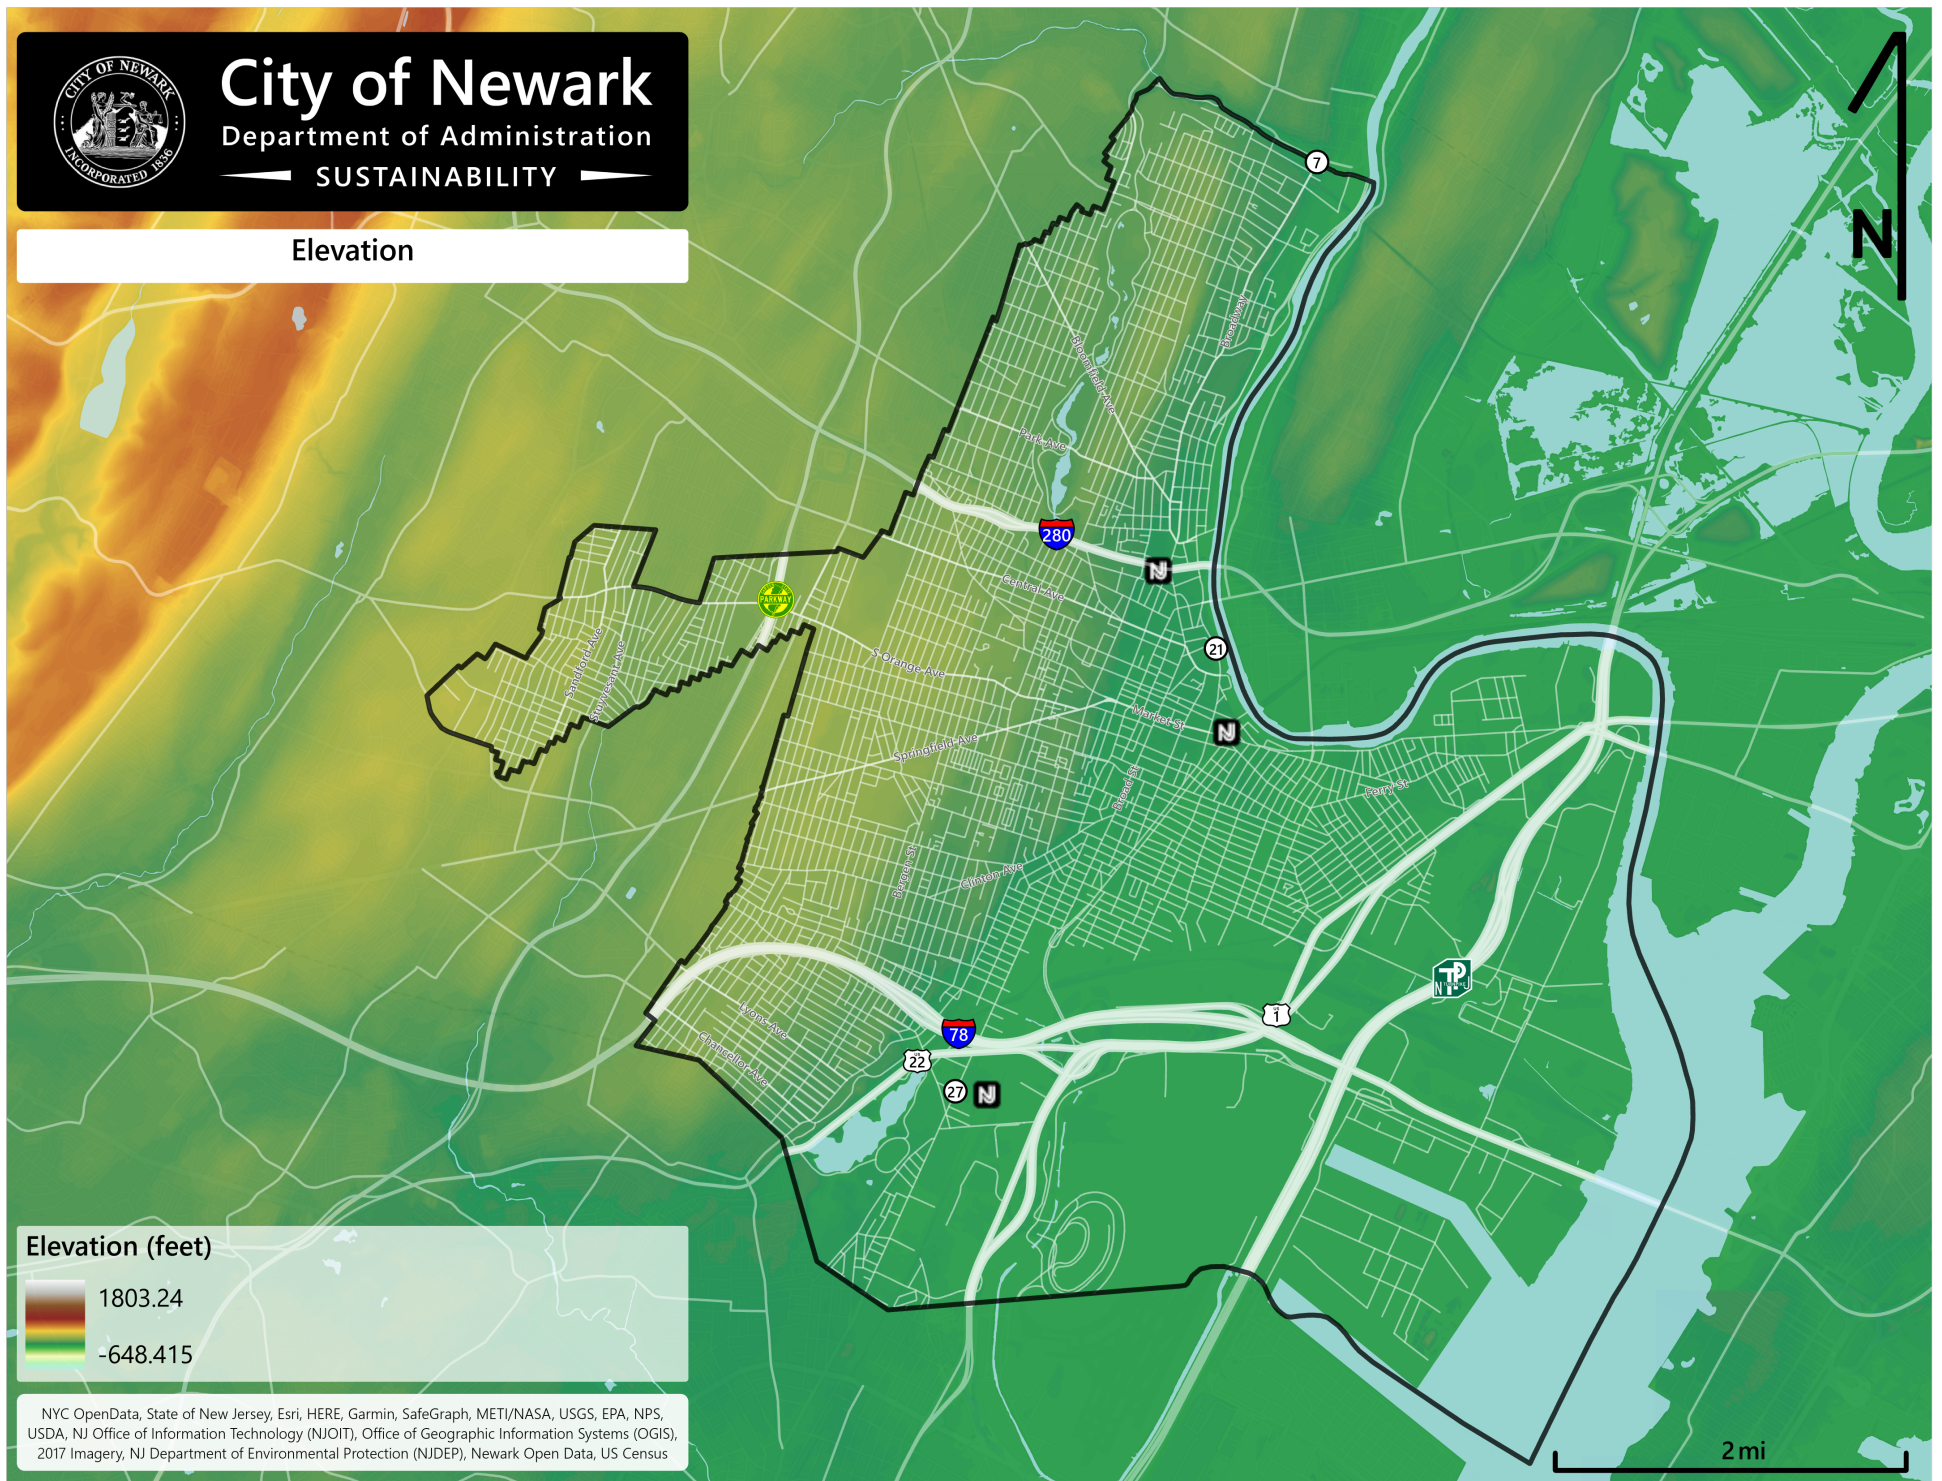 CITY OF NEWARK
INCORPORATED 1836
City of Newark
Department of Administration
SUSTAINABILITY
Elevation
N
7
Broadway
Bloomfield Ave
Park Ave
280
NJ
Central Ave
PARKWAY
21
Sandford Ave
Stuyvesant Ave
S Orange Ave
Market St
NJ
Springfield Ave
Broad St
Ferry St
Bergen St
Clinton Ave
TP
N J
Lyons Ave
1
78
Chancellor Ave
22
27
NJ
Elevation (feet)
1803.24
-648.415
NYC OpenData, State of New Jersey, Esri, HERE, Garmin, SafeGraph, METI/NASA, USGS, EPA, NPS,
USDA, NJ Office of Information Technology (NJOIT), Office of Geographic Information Systems (OGIS),
2017 Imagery, NJ Department of Environmental Protection (NJDEP), Newark Open Data, US Census
2 mi